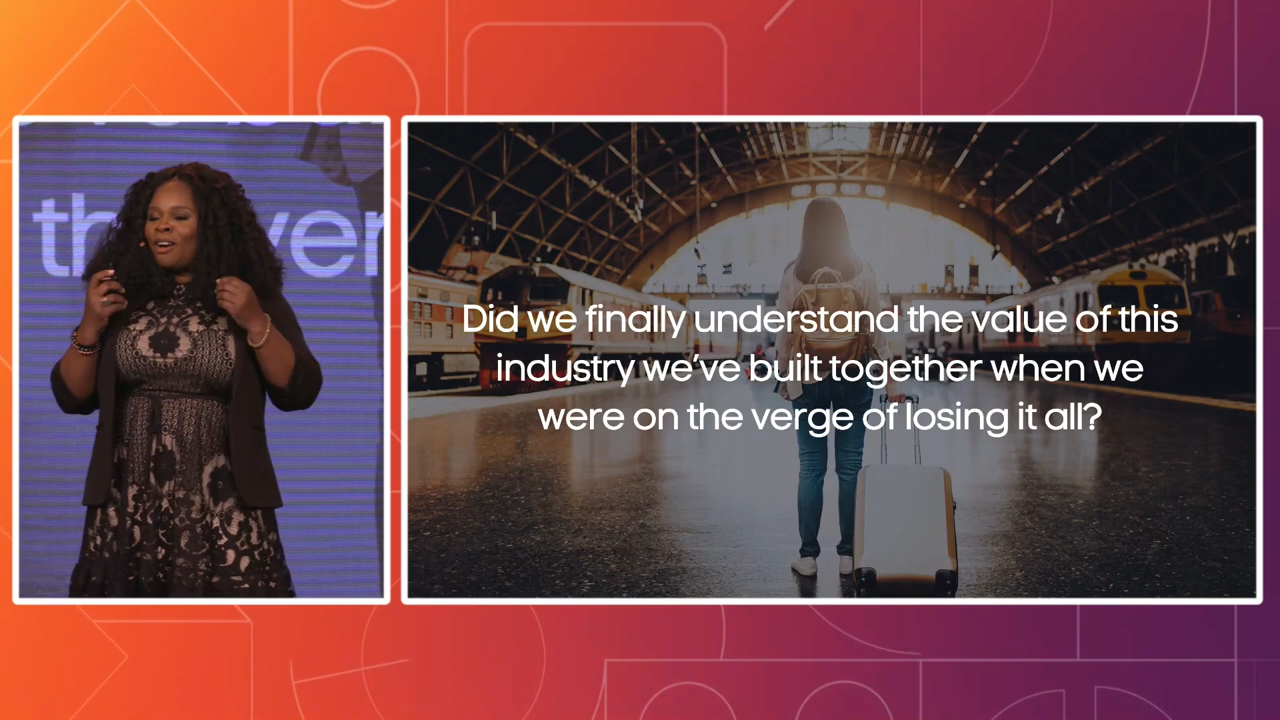 Did we finally understand the value of this
industry we've built together when we
were on the verge of losing it all?